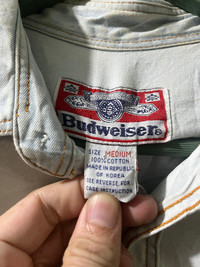 Budweiser®
SIZE MEDIUM
100% COTTON
MADE IN REPUBLIC
OF KOREA
SEE REVERSE FOR
CARE INSTRUCTION